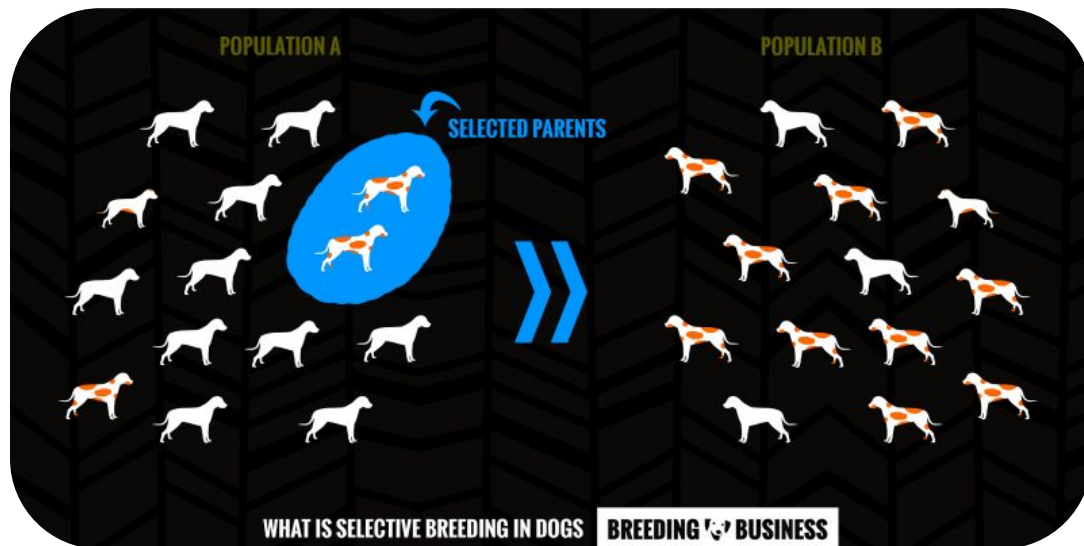 POPULATION A
POPULATION B
SELECTED PARENTS
WHAT IS SELECTIVE BREEDING IN DOGS
BREEDING BUSINESS